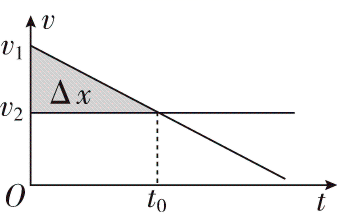 v
v₁
Δx
v₂
O
t₀
t